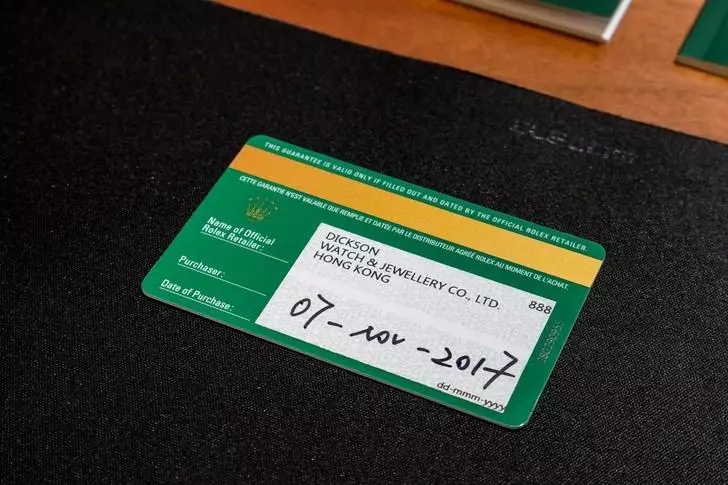 THIS GUARANTEE IS VALID ONLY IF FILLED OUT AND DATED BY THE OFFICIAL ROLEX RETAILER.
CETTE GARANTIE N'EST VALABLE QUE REMPLIE ET DATÉE PAR LE DISTRIBUTEUR AGRÉÉ ROLEX AU MOMENT DE L'ACHAT.
Name of Official
Rolex Retailer:
DICKSON
WATCH & JEWELLERY CO., LTD.
HONG KONG
888
Purchaser:
Date of Purchase:
07-nov-2017
dd-mmm-yyyy